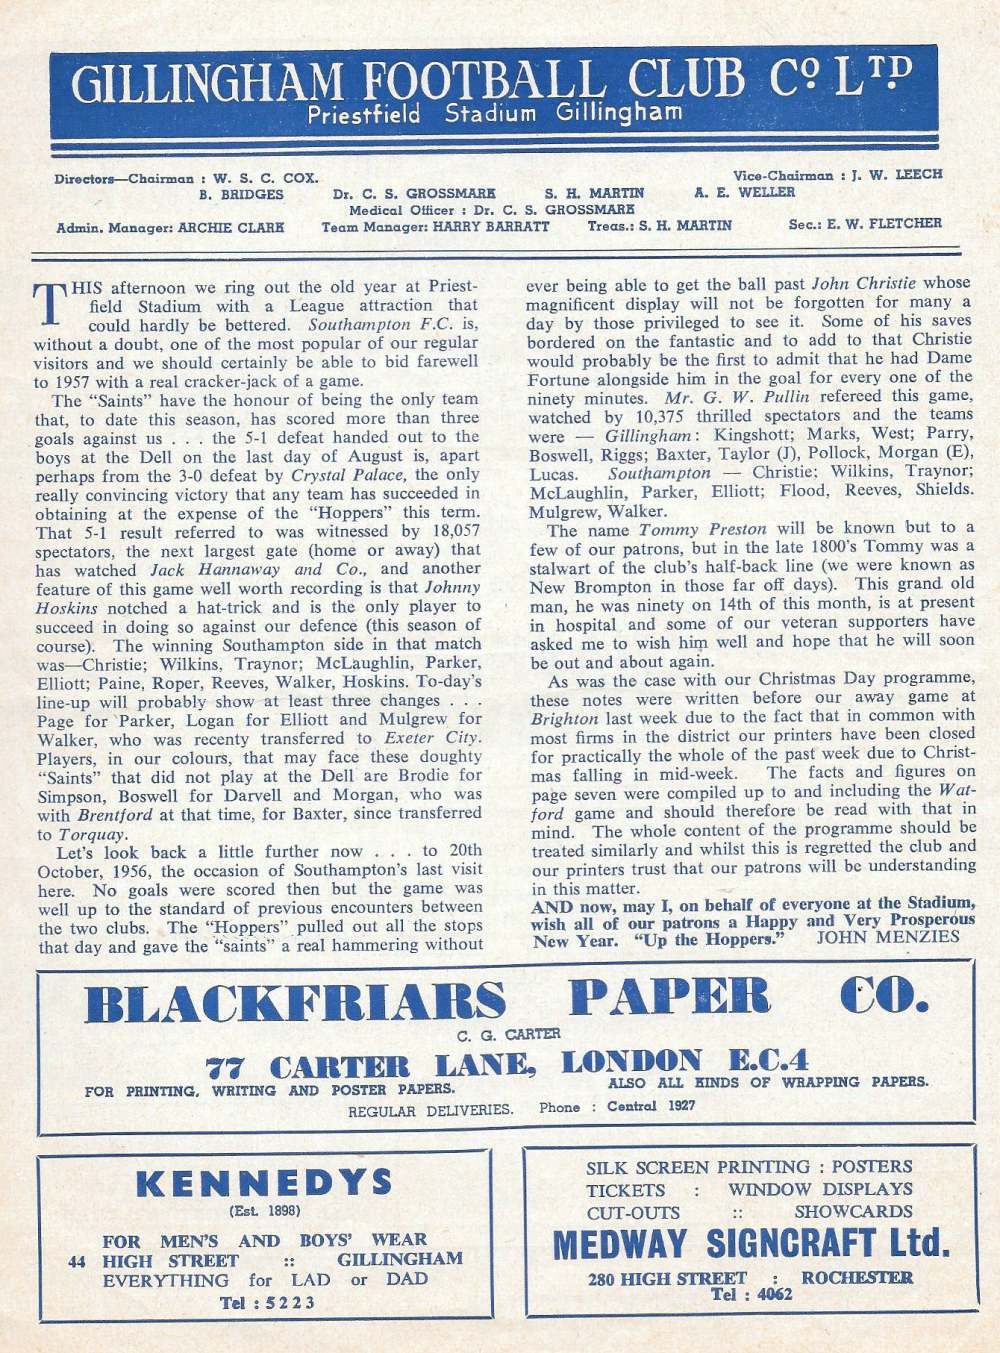 GILLINGHAM FOOTBALL CLUB Cº LTD
Priestfield Stadium Gillingham
Directors—Chairman : W. S. C. COX. Vice-Chairman : J. W. LEECH
B. BRIDGES Dr. C. S. GROSSMARK S. H. MARTIN A. E. WELLER
Medical Officer : Dr. C. S. GROSSMARK
Admin. Manager: ARCHIE CLARK Team Manager: HARRY BARRATT Treas.: S. H. MARTIN Sec.: E. W. FLETCHER
THIS afternoon we ring out the old year at Priest-
field Stadium with a League attraction that
could hardly be bettered. Southampton F.C. is,
without a doubt, one of the most popular of our regular
visitors and we should certainly be able to bid farewell
to 1957 with a real cracker-jack of a game.
The "Saints" have the honour of being the only team
that, to date this season, has scored more than three
goals against us . . . the 5-1 defeat handed out to the
boys at the Dell on the last day of August is, apart
perhaps from the 3-0 defeat by Crystal Palace, the only
really convincing victory that any team has succeeded in
obtaining at the expense of the "Hoppers" this term.
That 5-1 result referred to was witnessed by 18,057
spectators, the next largest gate (home or away) that
has watched Jack Hannaway and Co., and another
feature of this game well worth recording is that Johnny
Hoskins notched a hat-trick and is the only player to
succeed in doing so against our defence (this season of
course). The winning Southampton side in that match
was—Christie; Wilkins, Traynor; McLaughlin, Parker,
Elliott; Paine, Roper, Reeves, Walker, Hoskins. To-day's
line-up will probably show at least three changes . . .
Page for Parker, Logan for Elliott and Mulgrew for
Walker, who was recenty transferred to Exeter City.
Players, in our colours, that may face these doughty
"Saints" that did not play at the Dell are Brodie for
Simpson, Boswell for Darvell and Morgan, who was
with Brentford at that time, for Baxter, since transferred
to Torquay.
Let's look back a little further now . . . to 20th
October, 1956, the occasion of Southampton's last visit
here. No goals were scored then but the game was
well up to the standard of previous encounters between
the two clubs. The "Hoppers" pulled out all the stops
that day and gave the "saints" a real hammering without
ever being able to get the ball past John Christie whose
magnificent display will not be forgotten for many a
day by those privileged to see it. Some of his saves
bordered on the fantastic and to add to that Christie
would probably be the first to admit that he had Dame
Fortune alongside him in the goal for every one of the
ninety minutes. Mr. G. W. Pullin refereed this game,
watched by 10,375 thrilled spectators and the teams
were — Gillingham: Kingshott; Marks, West; Parry,
Boswell, Riggs; Baxter, Taylor (J), Pollock, Morgan (E),
Lucas. Southampton — Christie; Wilkins, Traynor;
McLaughlin, Parker, Elliott; Flood, Reeves, Shields.
Mulgrew, Walker.
The name Tommy Preston will be known but to a
few of our patrons, but in the late 1800's Tommy was a
stalwart of the club's half-back line (we were known as
New Brompton in those far off days). This grand old
man, he was ninety on 14th of this month, is at present
in hospital and some of our veteran supporters have
asked me to wish him well and hope that he will soon
be out and about again.
As was the case with our Christmas Day programme,
these notes were written before our away game at
Brighton last week due to the fact that in common with
most firms in the district our printers have been closed
for practically the whole of the past week due to Christ-
mas falling in mid-week. The facts and figures on
page seven were compiled up to and including the Wat-
ford game and should therefore be read with that in
mind. The whole content of the programme should be
treated similarly and whilst this is regretted the club and
our printers trust that our patrons will be understanding
in this matter.
AND now, may I, on behalf of everyone at the Stadium,
wish all of our patrons a Happy and Very Prosperous
New Year. "Up the Hoppers." JOHN MENZIES
BLACKFRIARS PAPER CO.
C. G. CARTER
77 CARTER LANE, LONDON E.C.4
FOR PRINTING, WRITING AND POSTER PAPERS. ALSO ALL KINDS OF WRAPPING PAPERS.
REGULAR DELIVERIES. Phone : Central 1927
KENNEDYS
(Est. 1898)
FOR MEN'S AND BOYS' WEAR
44 HIGH STREET :: GILLINGHAM
EVERYTHING for LAD or DAD
Tel : 5223
SILK SCREEN PRINTING : POSTERS
TICKETS : WINDOW DISPLAYS
CUT-OUTS :: SHOWCARDS
MEDWAY SIGNCRAFT Ltd.
280 HIGH STREET : ROCHESTER
Tel : 4062